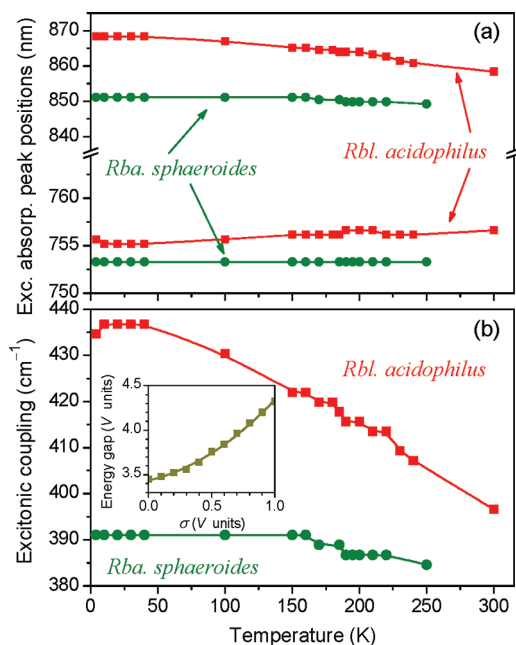 (a)
Exc. absorp. peak positions (nm)
870
860
850
840
760
755
750
Rbl. acidophilus
Rba. sphaeroides
(b)
Excitonic coupling (cm⁻¹)
440
430
420
410
400
390
380
Rbl. acidophilus
Energy gap (V units)
4.5
4.0
3.5
3.0
0.0 0.5 1.0
σ (V units)
Rba. sphaeroides
0 50 100 150 200 250 300
Temperature (K)